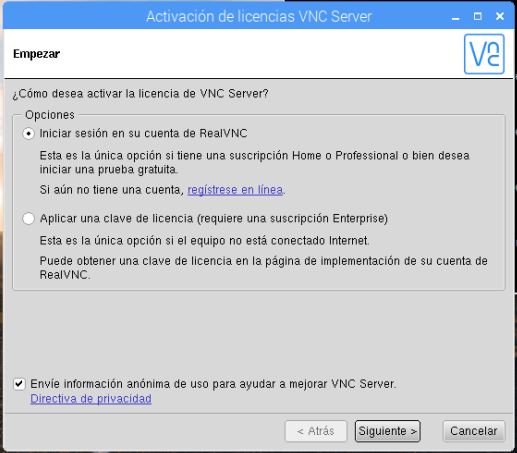 Activación de licencias VNC Server
Empezar
¿Cómo desea activar la licencia de VNC Server?
Opciones
Iniciar sesión en su cuenta de RealVNC
Esta es la única opción si tiene una suscripción Home o Professional o bien desea
iniciar una prueba gratuita.
Si aún no tiene una cuenta, regístrese en línea.
Aplicar una clave de licencia (requiere una suscripción Enterprise)
Esta es la única opción si el equipo no está conectado Internet.
Puede obtener una clave de licencia en la página de implementación de su cuenta de
RealVNC.
Envíe información anónima de uso para ayudar a mejorar VNC Server.
Directiva de privacidad
< Atrás   Siguiente >   Cancelar